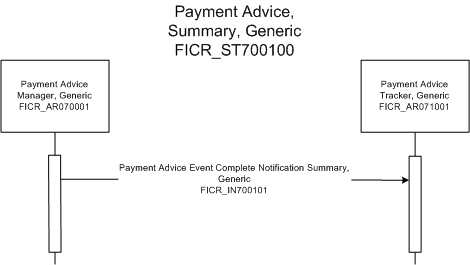 Payment Advice,
Summary, Generic
FICR_ST700100
Payment Advice
Manager, Generic
FICR_AR070001
Payment Advice
Tracker, Generic
FICR_AR071001
Payment Advice Event Complete Notification Summary,
Generic
FICR_IN700101